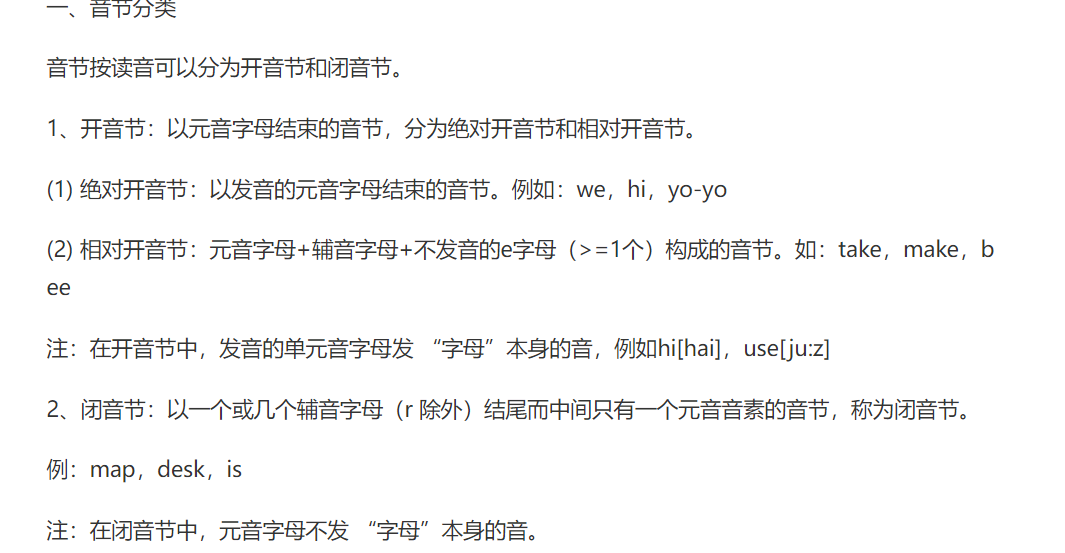 一、音节分类
音节按读音可以分为开音节和闭音节。
1、开音节：以元音字母结束的音节，分为绝对开音节和相对开音节。
(1) 绝对开音节：以发音的元音字母结束的音节。例如：we，hi，yo-yo
(2) 相对开音节：元音字母+辅音字母+不发音的e字母（>=1个）构成的音节。如：take，make，b
ee
注：在开音节中，发音的单元音字母发 “字母”本身的音，例如hi[hai]，use[ju:z]
2、闭音节：以一个或几个辅音字母（r 除外）结尾而中间只有一个元音音素的音节，称为闭音节。
例：map，desk，is
注：在闭音节中，元音字母不发 “字母”本身的音。